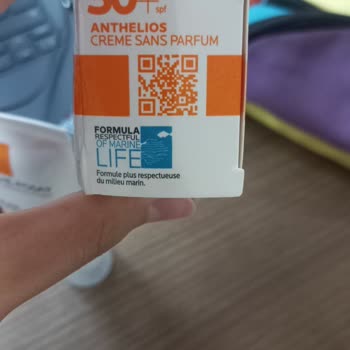 50+ spf
ANTHELIOS
CREME SANS PARFUM
FORMULA
RESPECTFUL
OF MARINE
LIFE
Formule plus respectueuse
du milieu marin.